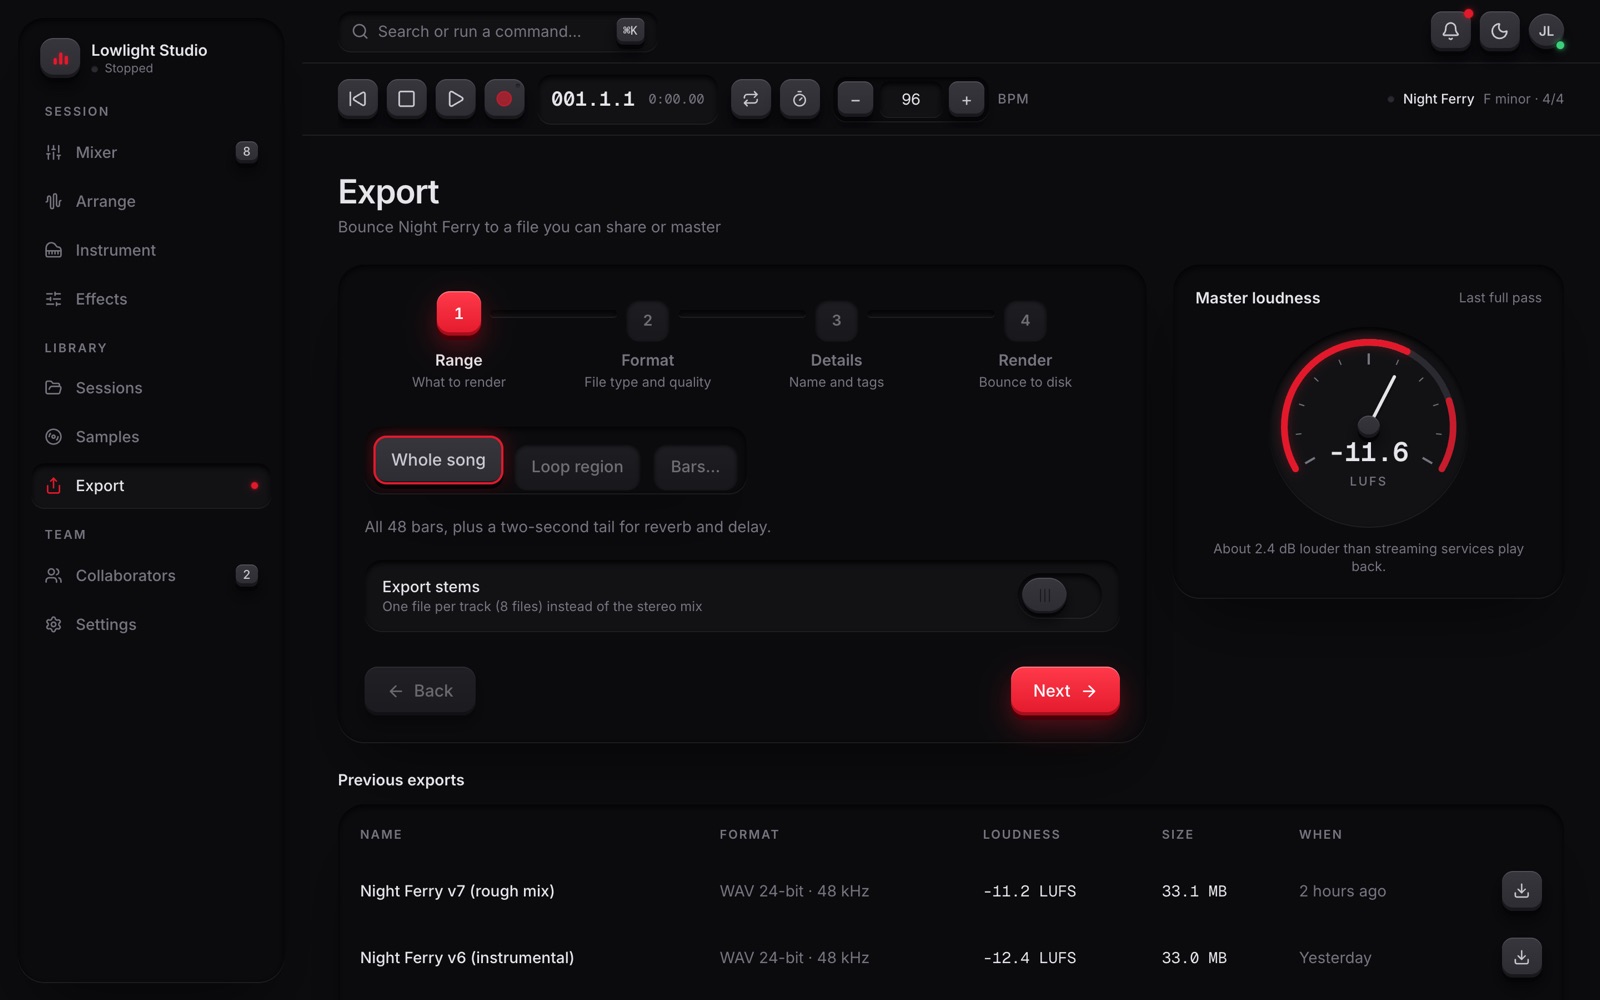 Lowlight Studio
Stopped
SESSION
Mixer 8
Arrange
Instrument
Effects
LIBRARY
Sessions
Samples
Export
TEAM
Collaborators 2
Settings
Search or run a command... ⌘K
JL
001.1.1 0:00.00
– 96 + BPM
Night Ferry F minor · 4/4
Export
Bounce Night Ferry to a file you can share or master
1 2 3 4
Range Format Details Render
What to render File type and quality Name and tags Bounce to disk
Whole song Loop region Bars...
All 48 bars, plus a two-second tail for reverb and delay.
Export stems
One file per track (8 files) instead of the stereo mix
Back Next
Master loudness Last full pass
-11.6
LUFS
About 2.4 dB louder than streaming services play
back.
Previous exports
NAME FORMAT LOUDNESS SIZE WHEN
Night Ferry v7 (rough mix) WAV 24-bit · 48 kHz -11.2 LUFS 33.1 MB 2 hours ago
Night Ferry v6 (instrumental) WAV 24-bit · 48 kHz -12.4 LUFS 33.0 MB Yesterday